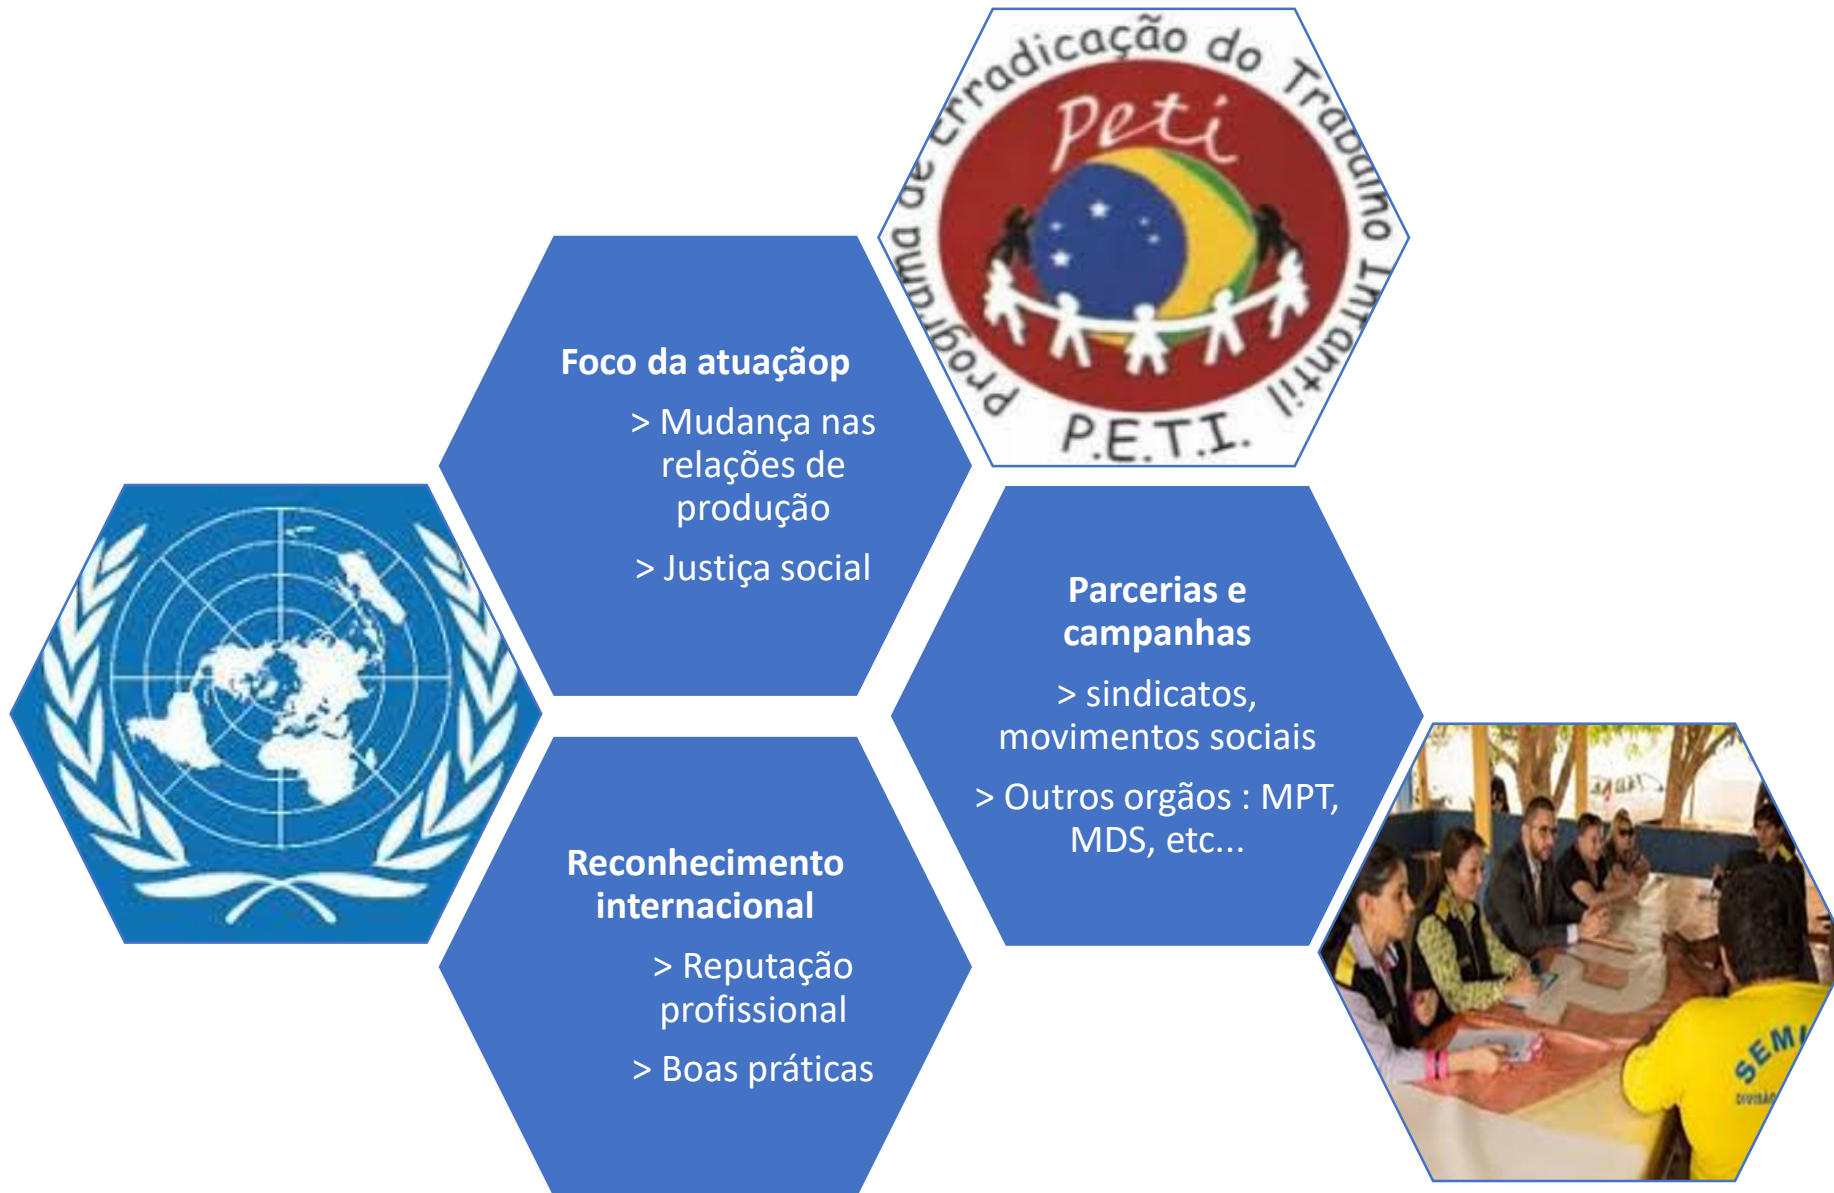 Programa de Erradicação do Trabalho Infantil
Peti
P.E.T.I.
Foco da atuaçãop
> Mudança nas
relações de
produção
> Justiça social
Parcerias e
campanhas
> sindicatos,
movimentos sociais
> Outros orgãos : MPT,
MDS, etc...
Reconhecimento
internacional
> Reputação
profissional
> Boas práticas
SEM
DIVISÃO